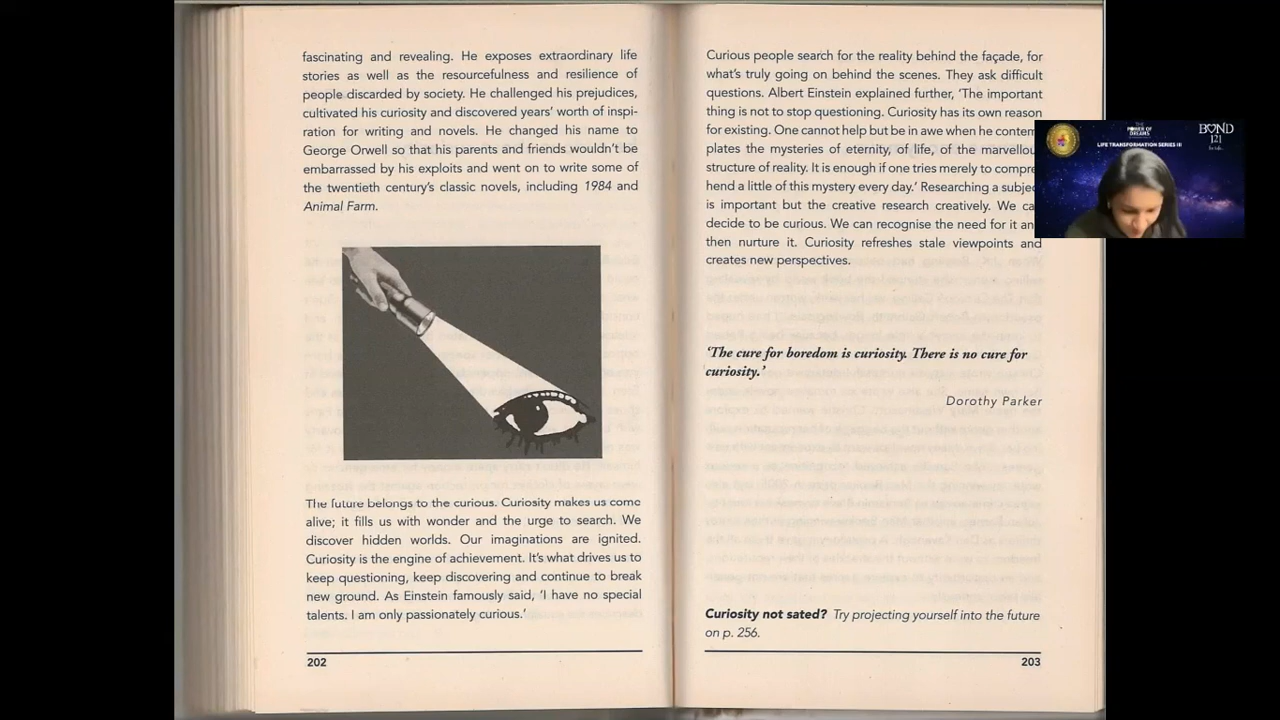 fascinating and revealing. He exposes extraordinary life
stories as well as the resourcefulness and resilience of
people discarded by society. He challenged his prejudices,
cultivated his curiosity and discovered years' worth of inspi-
ration for writing and novels. He changed his name to
George Orwell so that his parents and friends wouldn't be
embarrassed by his exploits and went on to write some of
the twentieth century's classic novels, including 1984 and
Animal Farm.
The future belongs to the curious. Curiosity makes us come
alive; it fills us with wonder and the urge to search. We
discover hidden worlds. Our imaginations are ignited.
Curiosity is the engine of achievement. It's what drives us to
keep questioning, keep discovering and continue to break
new ground. As Einstein famously said, 'I have no special
talents. I am only passionately curious.'
202
Curious people search for the reality behind the façade, for
what's truly going on behind the scenes. They ask difficult
questions. Albert Einstein explained further, 'The important
thing is not to stop questioning. Curiosity has its own reason
for existing. One cannot help but be in awe when he contem
plates the mysteries of eternity, of life, of the marvellou
structure of reality. It is enough if one tries merely to compre
hend a little of this mystery every day.' Researching a subjec
is important but the creative research creatively. We ca
decide to be curious. We can recognise the need for it an
then nurture it. Curiosity refreshes stale viewpoints and
creates new perspectives.
'The cure for boredom is curiosity. There is no cure for
curiosity.'
Dorothy Parker
Curiosity not sated? Try projecting yourself into the future
on p. 256.
203
THE
POWER OF
DREAMS
LIFE TRANSFORMATION SERIES III
BOND
121